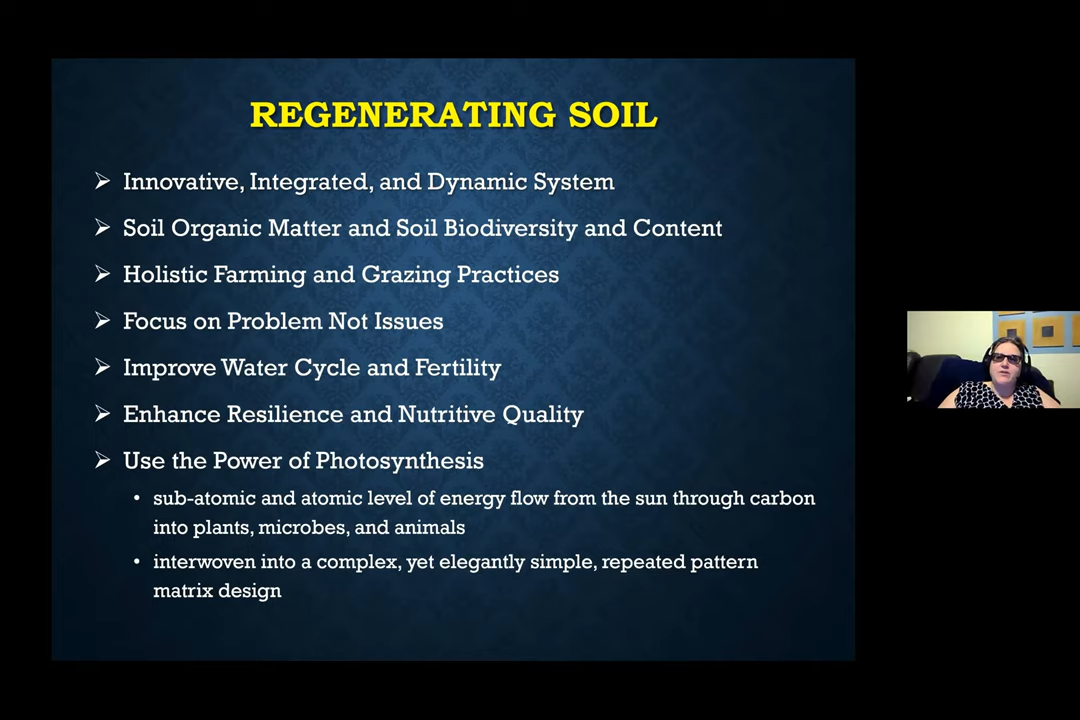 REGENERATING SOIL
Innovative, Integrated, and Dynamic System
Soil Organic Matter and Soil Biodiversity and Content
Holistic Farming and Grazing Practices
Focus on Problem Not Issues
Improve Water Cycle and Fertility
Enhance Resilience and Nutritive Quality
Use the Power of Photosynthesis
sub-atomic and atomic level of energy flow from the sun through carbon
into plants, microbes, and animals
interwoven into a complex, yet elegantly simple, repeated pattern
matrix design